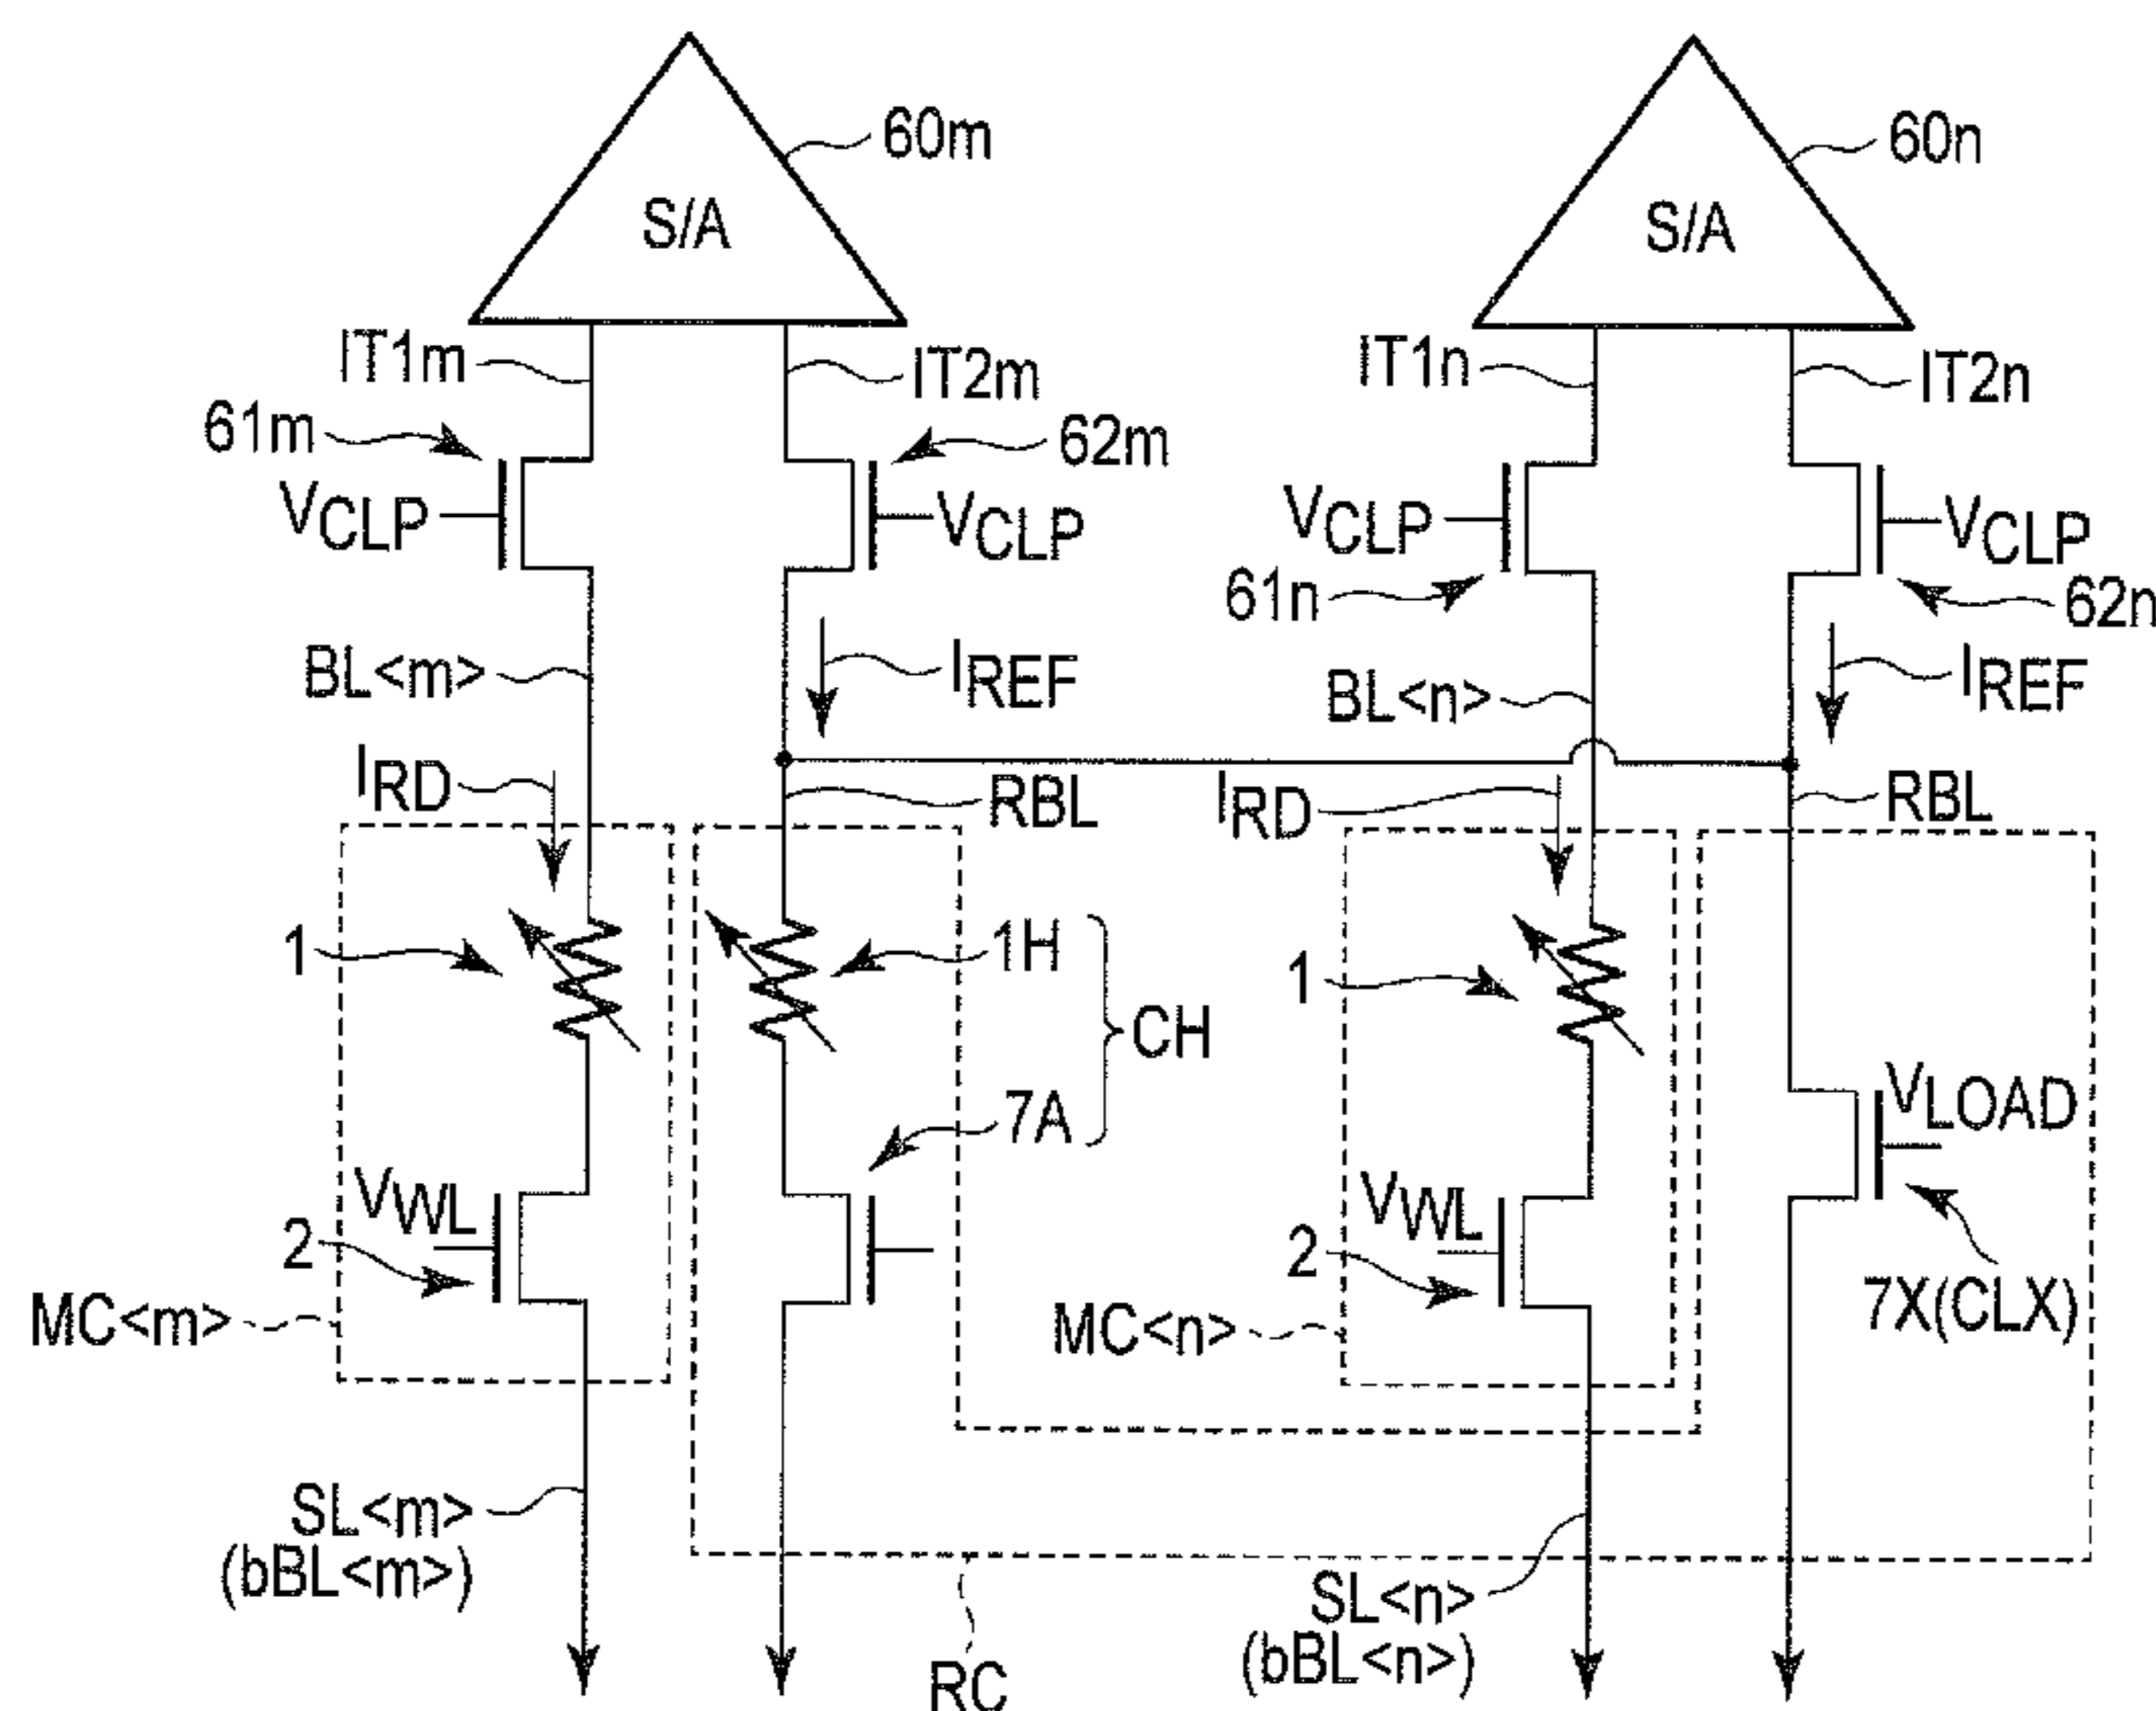 60m
60n
S/A
S/A
IT1m
IT2m
IT1n
IT2n
61m
62m
VCLP
VCLP
VCLP
VCLP
61n
62n
BL<m>
IREF
BL<n>
IREF
IRD
RBL
IRD
RBL
1
1H
CH
1
7A
VLOAD
VWL
2
VWL
2
7X(CLX)
MC<m>
MC<n>
SL<m>
(bBL<m>)
SL<n>
(bBL<n>)
RC